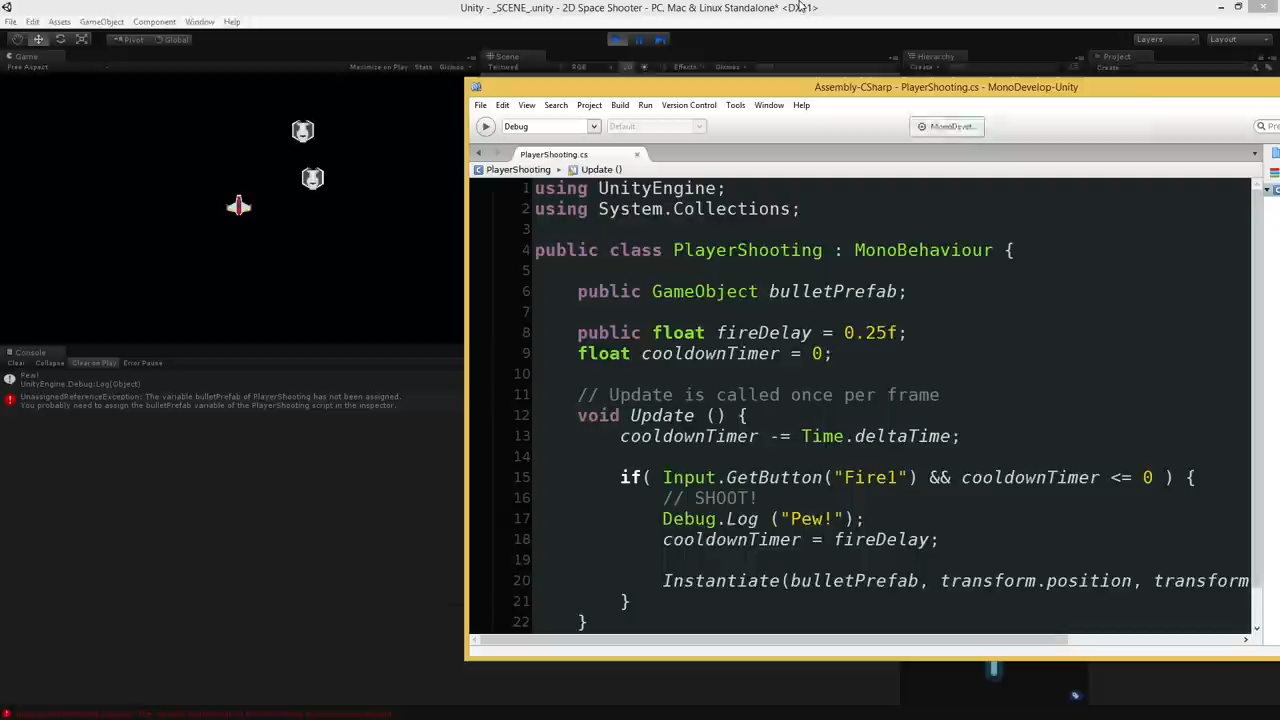 Unity - _SCENE_unity - 2D Space Shooter - PC, Mac & Linux Standalone* <DX11>
File Edit Assets GameObject Component Window Help
Pivot Global
Layers Layout
Game
Free Aspect Maximize on Play Stats Gizmos
Scene
Textured RGB 2D Effects Gizmos
Hierarchy
Create
Project
Create
Assembly-CSharp - PlayerShooting.cs - MonoDevelop-Unity
File Edit View Search Project Build Run Version Control Tools Window Help
Debug Default MonoDevel...
PlayerShooting.cs
PlayerShooting ▸ Update ()
1 using UnityEngine;
2 using System.Collections;
3
4 public class PlayerShooting : MonoBehaviour {
5
6 public GameObject bulletPrefab;
7
8 public float fireDelay = 0.25f;
9 float cooldownTimer = 0;
10
11 // Update is called once per frame
12 void Update () {
13 cooldownTimer -= Time.deltaTime;
14
15 if( Input.GetButton("Fire1") && cooldownTimer <= 0 ) {
16 // SHOOT!
17 Debug.Log ("Pew!");
18 cooldownTimer = fireDelay;
19
20 Instantiate(bulletPrefab, transform.position, transform
21 }
22 }
Console
Clear Collapse Clear on Play Error Pause
UnityEngine.Debug:Log(Object)
UnassignedReferenceException: The variable bulletPrefab of PlayerShooting has not been assigned.
You probably need to assign the bulletPrefab variable of the PlayerShooting script in the inspector.